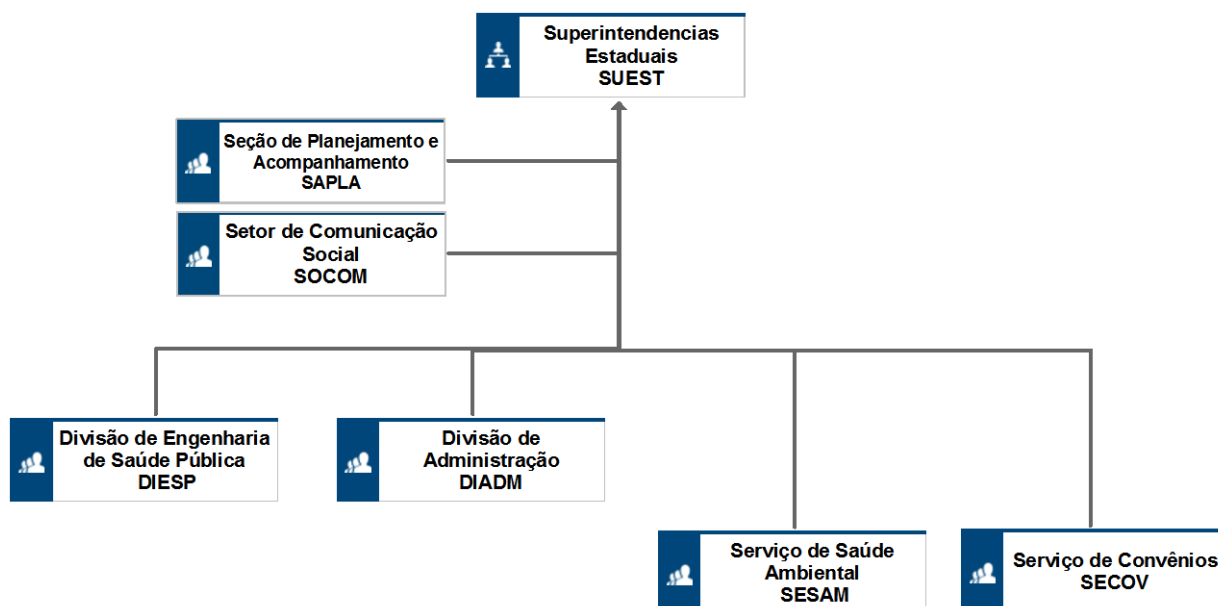 Superintendencias
Estaduais
SUEST
Seção de Planejamento e
Acompanhamento
SAPLA
Setor de Comunicação
Social
SOCOM
Divisão de Engenharia
de Saúde Pública
DIESP
Divisão de
Administração
DIADM
Serviço de Saúde
Ambiental
SESAM
Serviço de Convênios
SECOV